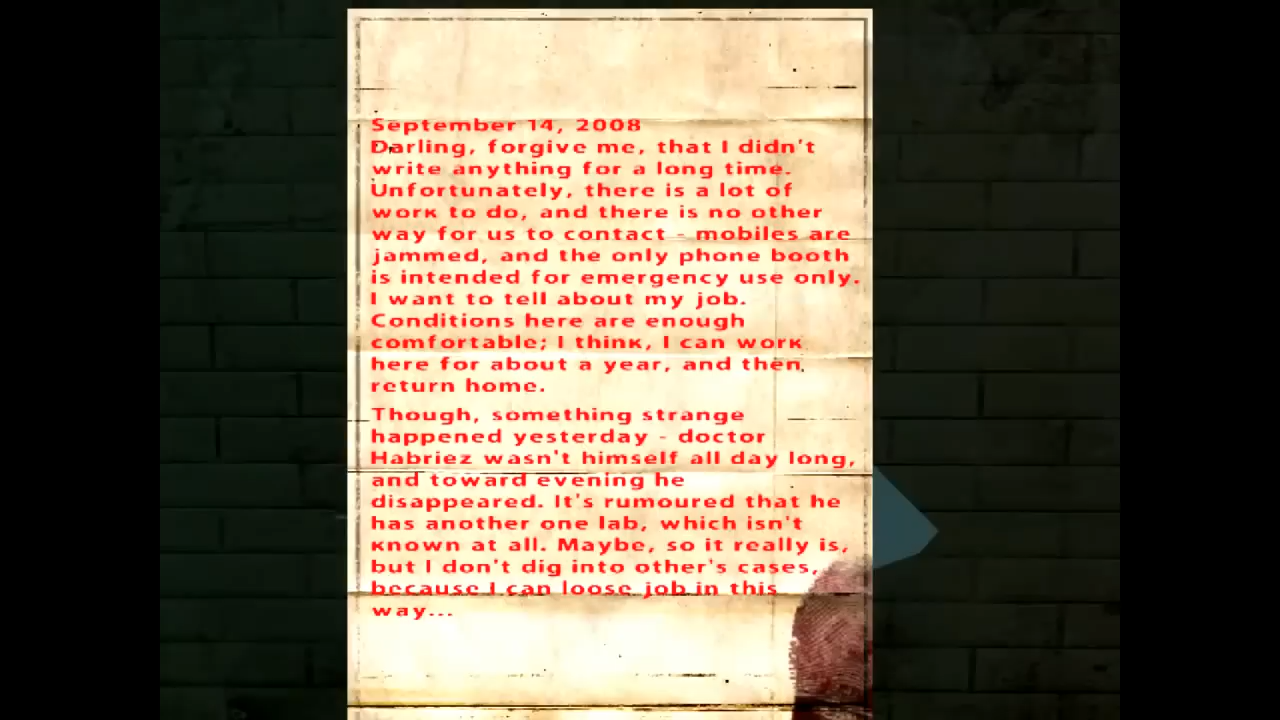 September 14, 2008
Darling, forgive me, that I didn't
write anything for a long time.
Unfortunately, there is a lot of
work to do, and there is no other
way for us to contact - mobiles are
jammed, and the only phone booth
is intended for emergency use only.
I want to tell about my job.
Conditions here are enough
comfortable; I think, I can work
here for about a year, and then
return home.
Though, something strange
happened yesterday - doctor
Habriez wasn't himself all day long,
and toward evening he
disappeared. It's rumoured that he
has another one lab, which isn't
known at all. Maybe, so it really is,
but I don't dig into other's cases,
because I can loose job in this
way...